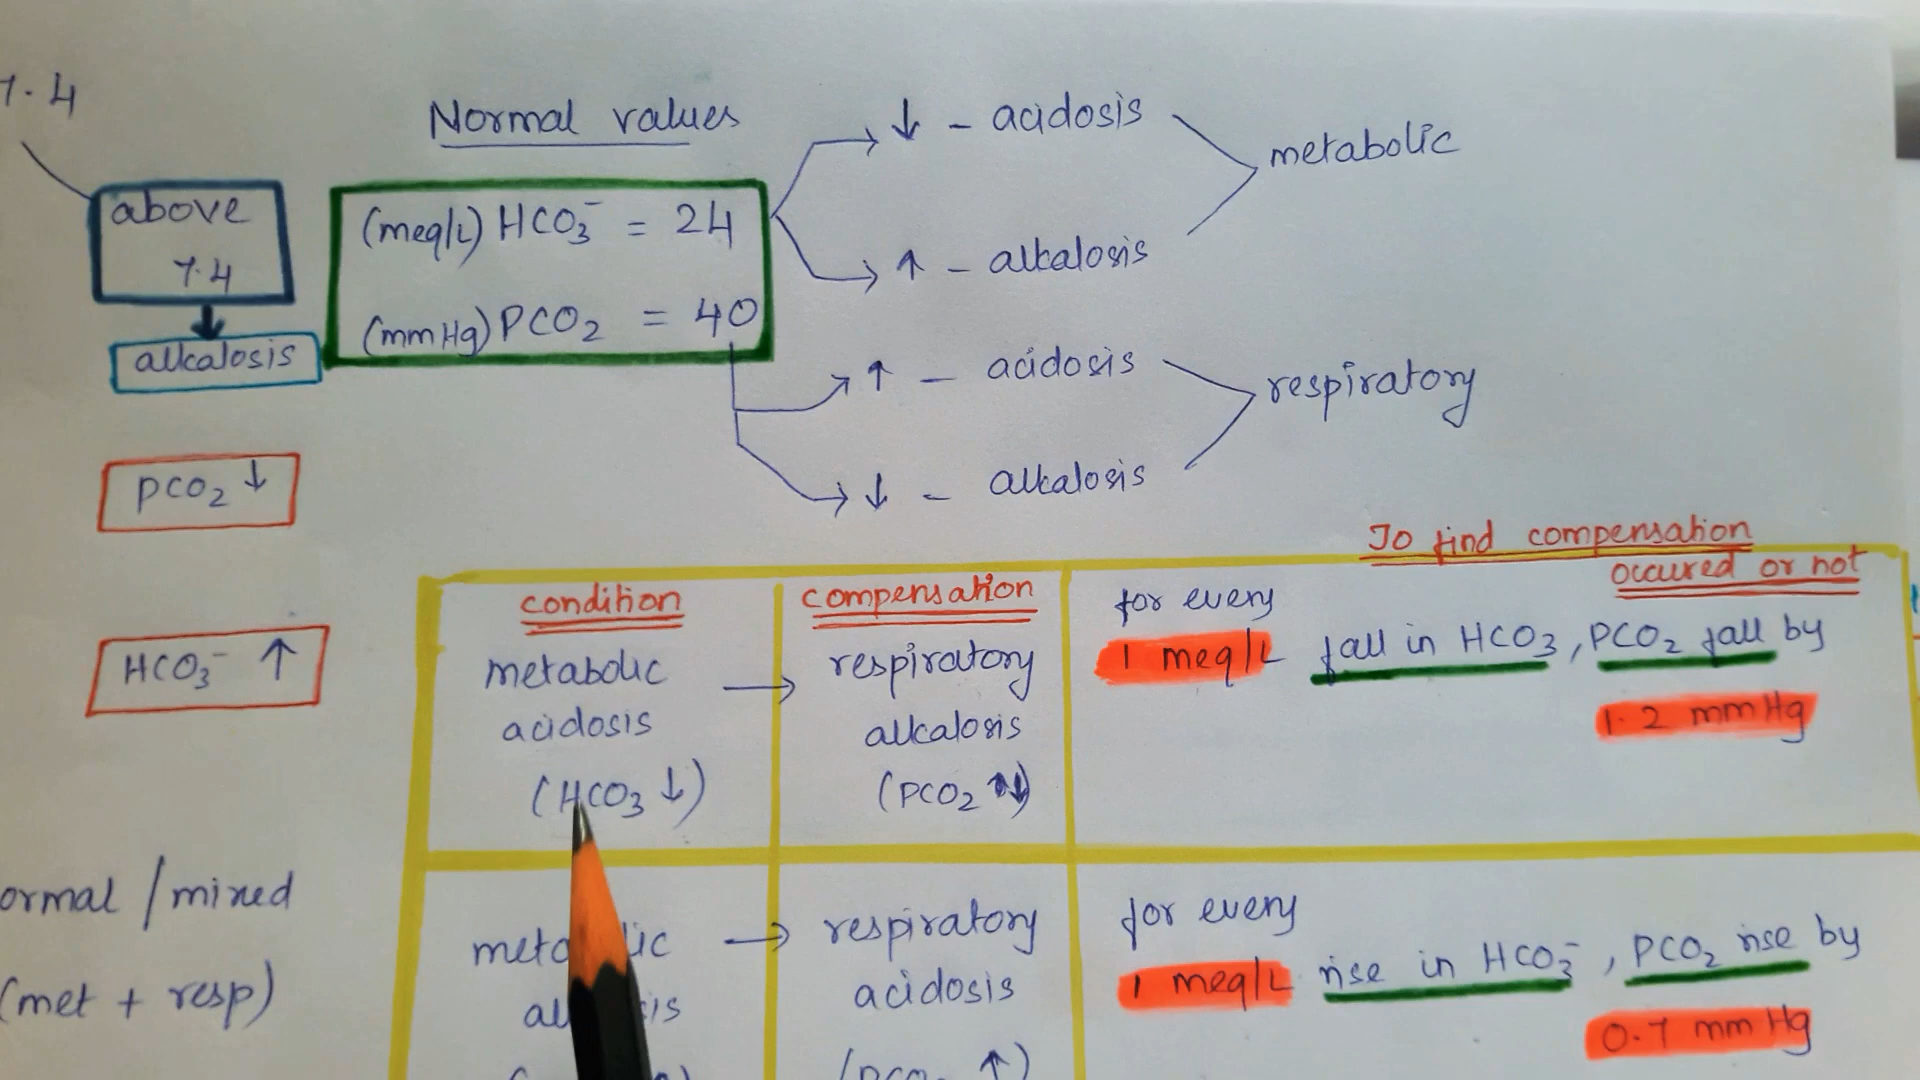 7.4
above
7.4
alkalosis
PCO2 ↓
HCO3⁻ ↑
/mixed
(met + resp)
Normal values
(meq/L) HCO3⁻ = 24
(mmHg) PCO2 = 40
↓ - acidosis
↑ - alkalosis
metabolic
↑ - acidosis
↓ - alkalosis
respiratory
To find compensation
occured or not
condition
metabolic
acidosis
(HCO3 ↓)
compensation
→ respiratory
alkalosis
(PCO2 ↓)
for every
1 meq/L fall in HCO3, PCO2 fall by
1.2 mmHg
→ respiratory
acidosis
↑)
for every
1 meq/L rise in HCO3⁻, PCO2 rise by
0.7 mmHg